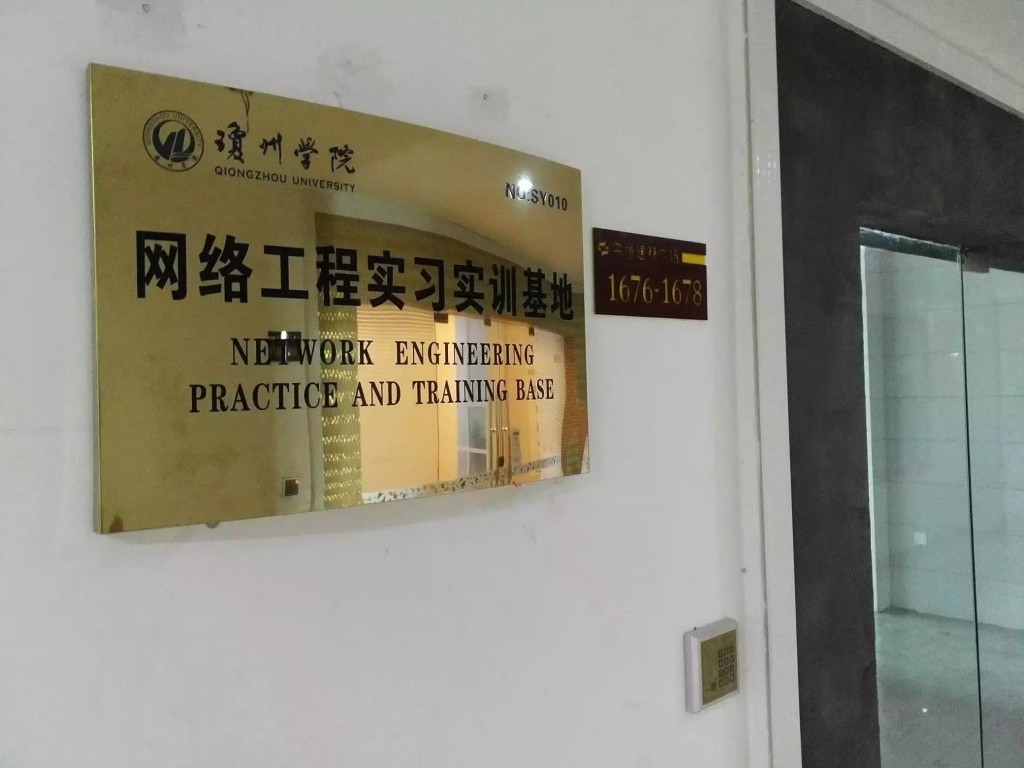 瓊州学院
QIONGZHOU UNIVERSITY
NO:SY010
网络工程实习实训基地
NETWORK ENGINEERING
PRACTICE AND TRAINING BASE
1676-1678